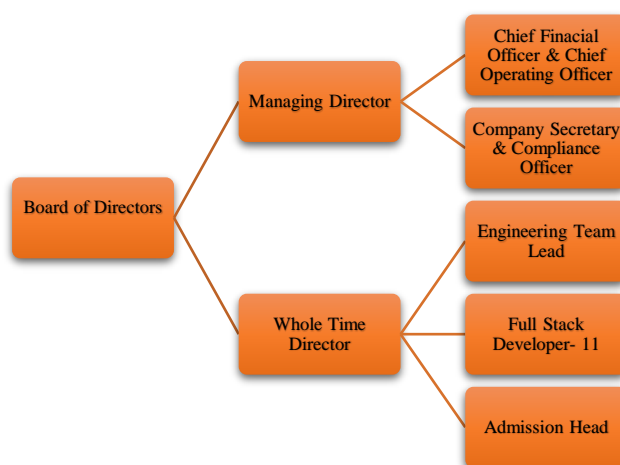 Chief Finacial
Officer & Chief
Operating Officer
Managing Director
Company Secretary
& Compliance
Officer
Board of Directors
Engineering Team
Lead
Whole Time
Director
Full Stack
Developer- 11
Admission Head